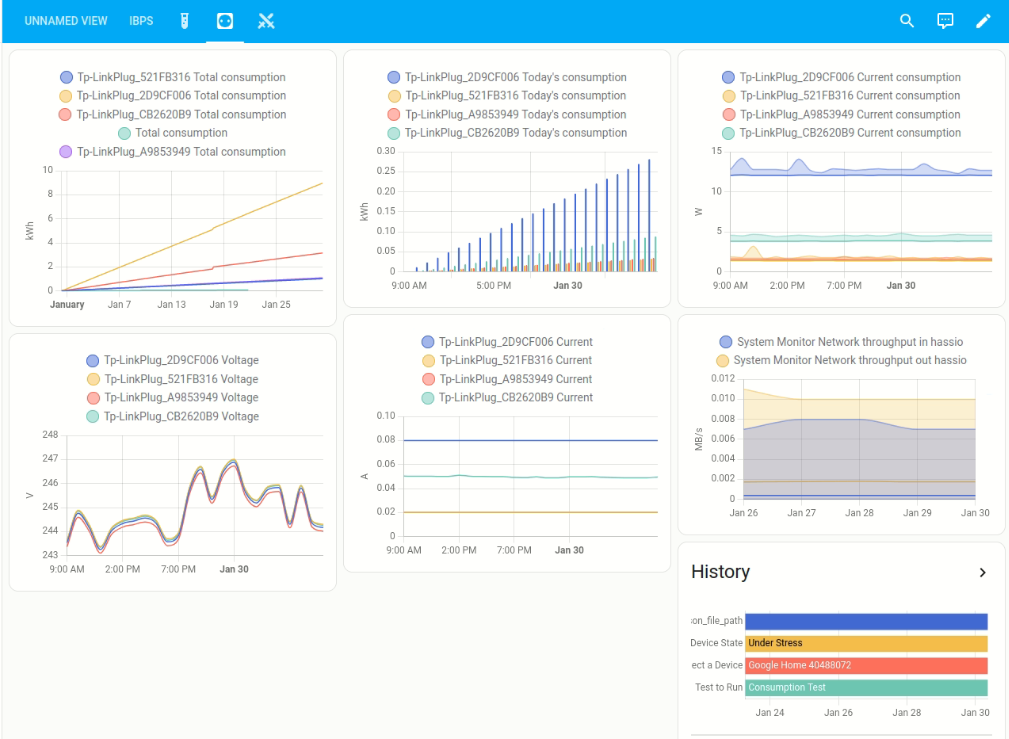 UNNAMED VIEW IBPS
Tp-LinkPlug_521FB316 Total consumption
Tp-LinkPlug_2D9CF006 Total consumption
Tp-LinkPlug_CB2620B9 Total consumption
Total consumption
Tp-LinkPlug_A9853949 Total consumption
10
8
6
4
2
0
kWh
January Jan 7 Jan 13 Jan 19 Jan 25
Tp-LinkPlug_2D9CF006 Today's consumption
Tp-LinkPlug_521FB316 Today's consumption
Tp-LinkPlug_A9853949 Today's consumption
Tp-LinkPlug_CB2620B9 Today's consumption
0.30
0.25
0.20
0.15
0.10
0.05
0
kWh
9:00 AM 5:00 PM Jan 30
Tp-LinkPlug_2D9CF006 Current consumption
Tp-LinkPlug_521FB316 Current consumption
Tp-LinkPlug_A9853949 Current consumption
Tp-LinkPlug_CB2620B9 Current consumption
15
10
5
0
W
9:00 AM 2:00 PM 7:00 PM Jan 30
Tp-LinkPlug_2D9CF006 Voltage
Tp-LinkPlug_521FB316 Voltage
Tp-LinkPlug_A9853949 Voltage
Tp-LinkPlug_CB2620B9 Voltage
248
247
246
245
244
243
V
9:00 AM 2:00 PM 7:00 PM Jan 30
Tp-LinkPlug_2D9CF006 Current
Tp-LinkPlug_521FB316 Current
Tp-LinkPlug_A9853949 Current
Tp-LinkPlug_CB2620B9 Current
0.10
0.08
0.06
0.04
0.02
0
A
9:00 AM 2:00 PM 7:00 PM Jan 30
System Monitor Network throughput in hassio
System Monitor Network throughput out hassio
0.012
0.010
0.008
0.006
0.004
0.002
0
MB/s
Jan 26 Jan 27 Jan 28 Jan 29 Jan 30
History
on_file_path
Device State Under Stress
ect a Device Google Home 40488072
Test to Run Consumption Test
Jan 24 Jan 26 Jan 28 Jan 30